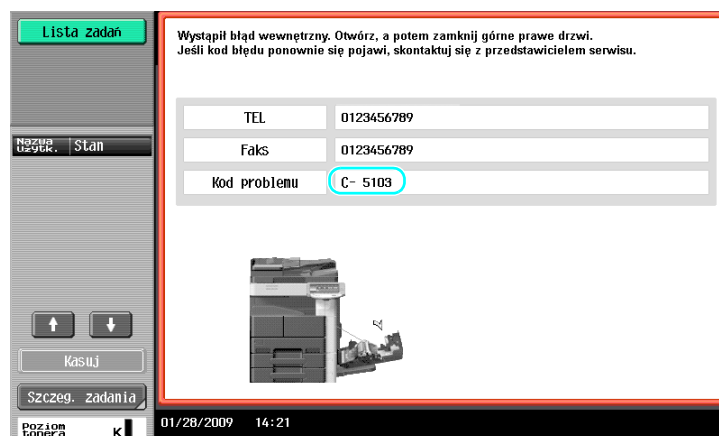 Lista zadań
Wystąpił błąd wewnętrzny. Otwórz, a potem zamknij górne prawe drzwi.
Jeśli kod błędu ponownie się pojawi, skontaktuj się z przedstawicielem serwisu.
TEL 0123456789
Nazwa użytk. Stan
Faks 0123456789
Kod problemu C- 5103
Kasuj
Szczeg. zadania
Poziom tonera K
01/28/2009 14:21